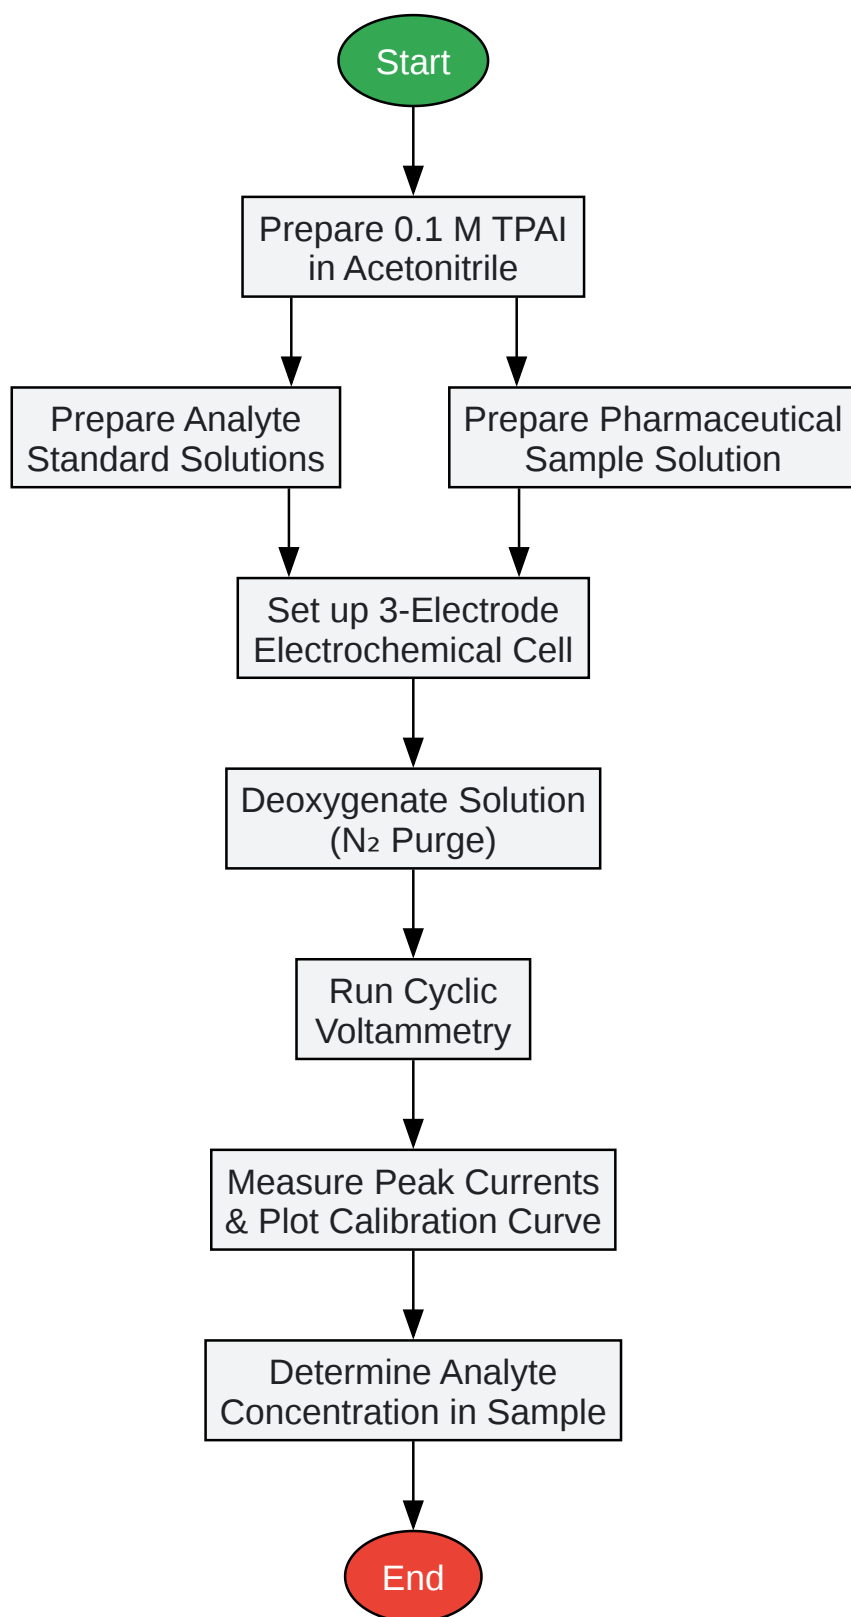 Start
Prepare 0.1 M TPAI
in Acetonitrile
Prepare Analyte
Standard Solutions
Prepare Pharmaceutical
Sample Solution
Set up 3-Electrode
Electrochemical Cell
Deoxygenate Solution
(N₂ Purge)
Run Cyclic
Voltammetry
Measure Peak Currents
& Plot Calibration Curve
Determine Analyte
Concentration in Sample
End